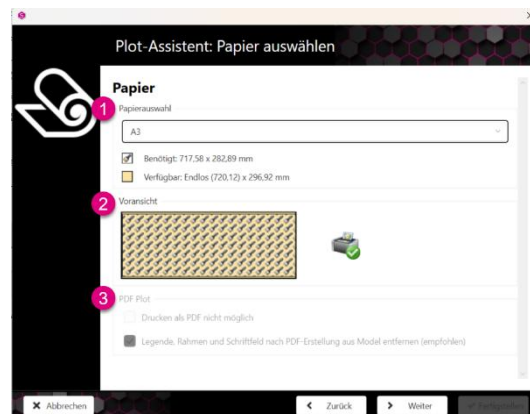 Plot-Assistent: Papier auswählen
Papier
1
Papierauswahl
A3
Benötigt: 717,58 x 282,89 mm
Verfügbar: Endlos (720,12) x 296,92 mm
2
Voransicht
3
PDF Plot
Drucken als PDF nicht möglich
Legende, Rahmen und Schriftfeld nach PDF-Erstellung aus Model entfernen (empfohlen)
Abbrechen
Zurück
Weiter
Fertigstellen